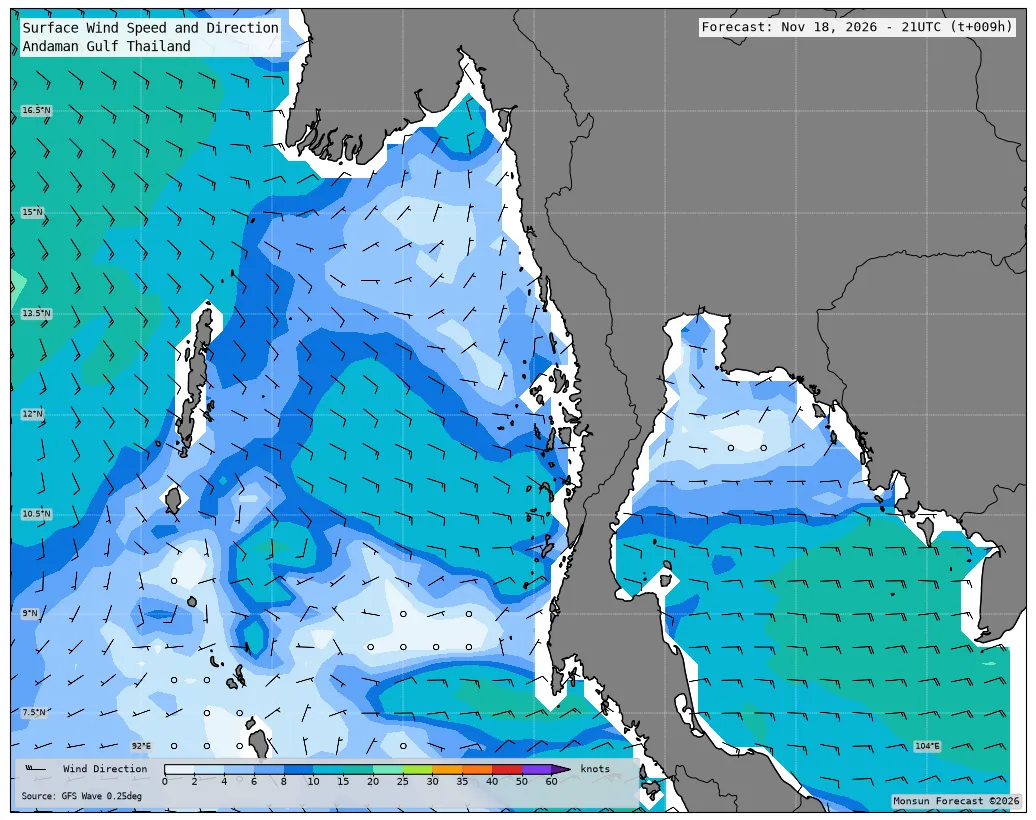 Surface Wind Speed and Direction
Andaman Gulf Thailand
Forecast: Nov 18, 2026 - 21UTC (t+009h)
16.5°N
15°N
13.5°N
12°N
10.5°N
9°N
7.5°N
92°E
104°E
Wind Direction
0 2 4 6 8 10 15 20 25 30 35 40 50 60
knots
Source: GFS Wave 0.25deg
Monsun Forecast ©2026